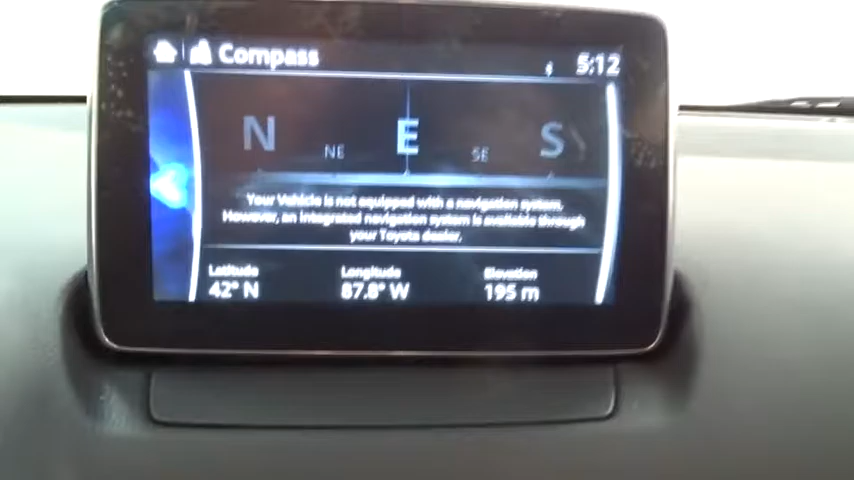 Compass 5:12
N NE E SE S
Your Vehicle is not equipped with a navigation system.
However, an integrated navigation system is available through
your Toyota dealer.
Latitude Longitude Elevation
42° N 87.8° W 195 m